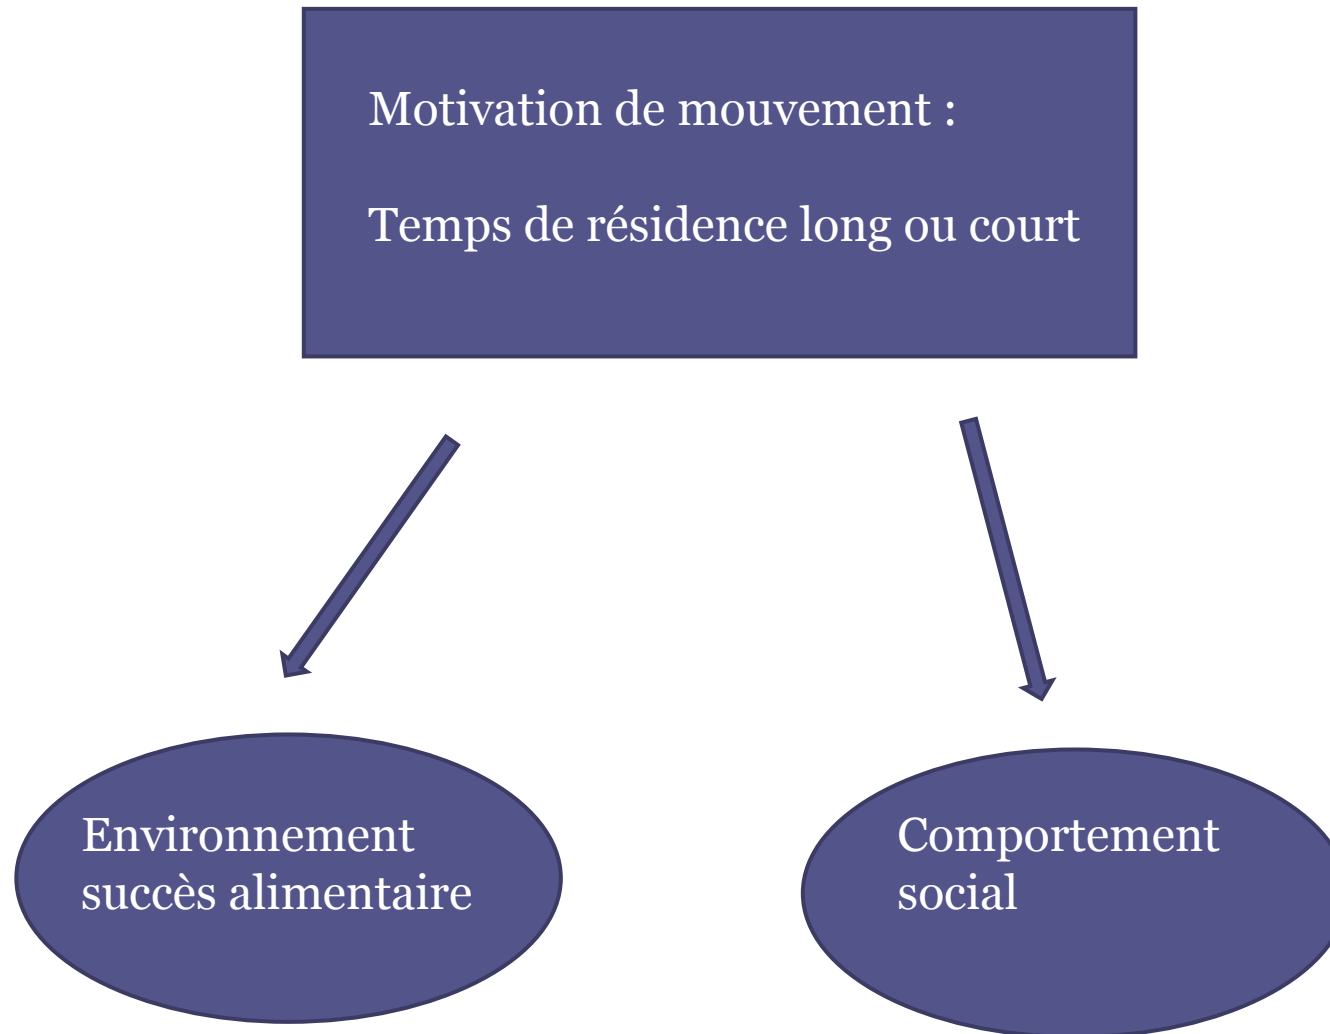 Motivation de mouvement :
Temps de résidence long ou court
Environnement
succès alimentaire
Comportement
social